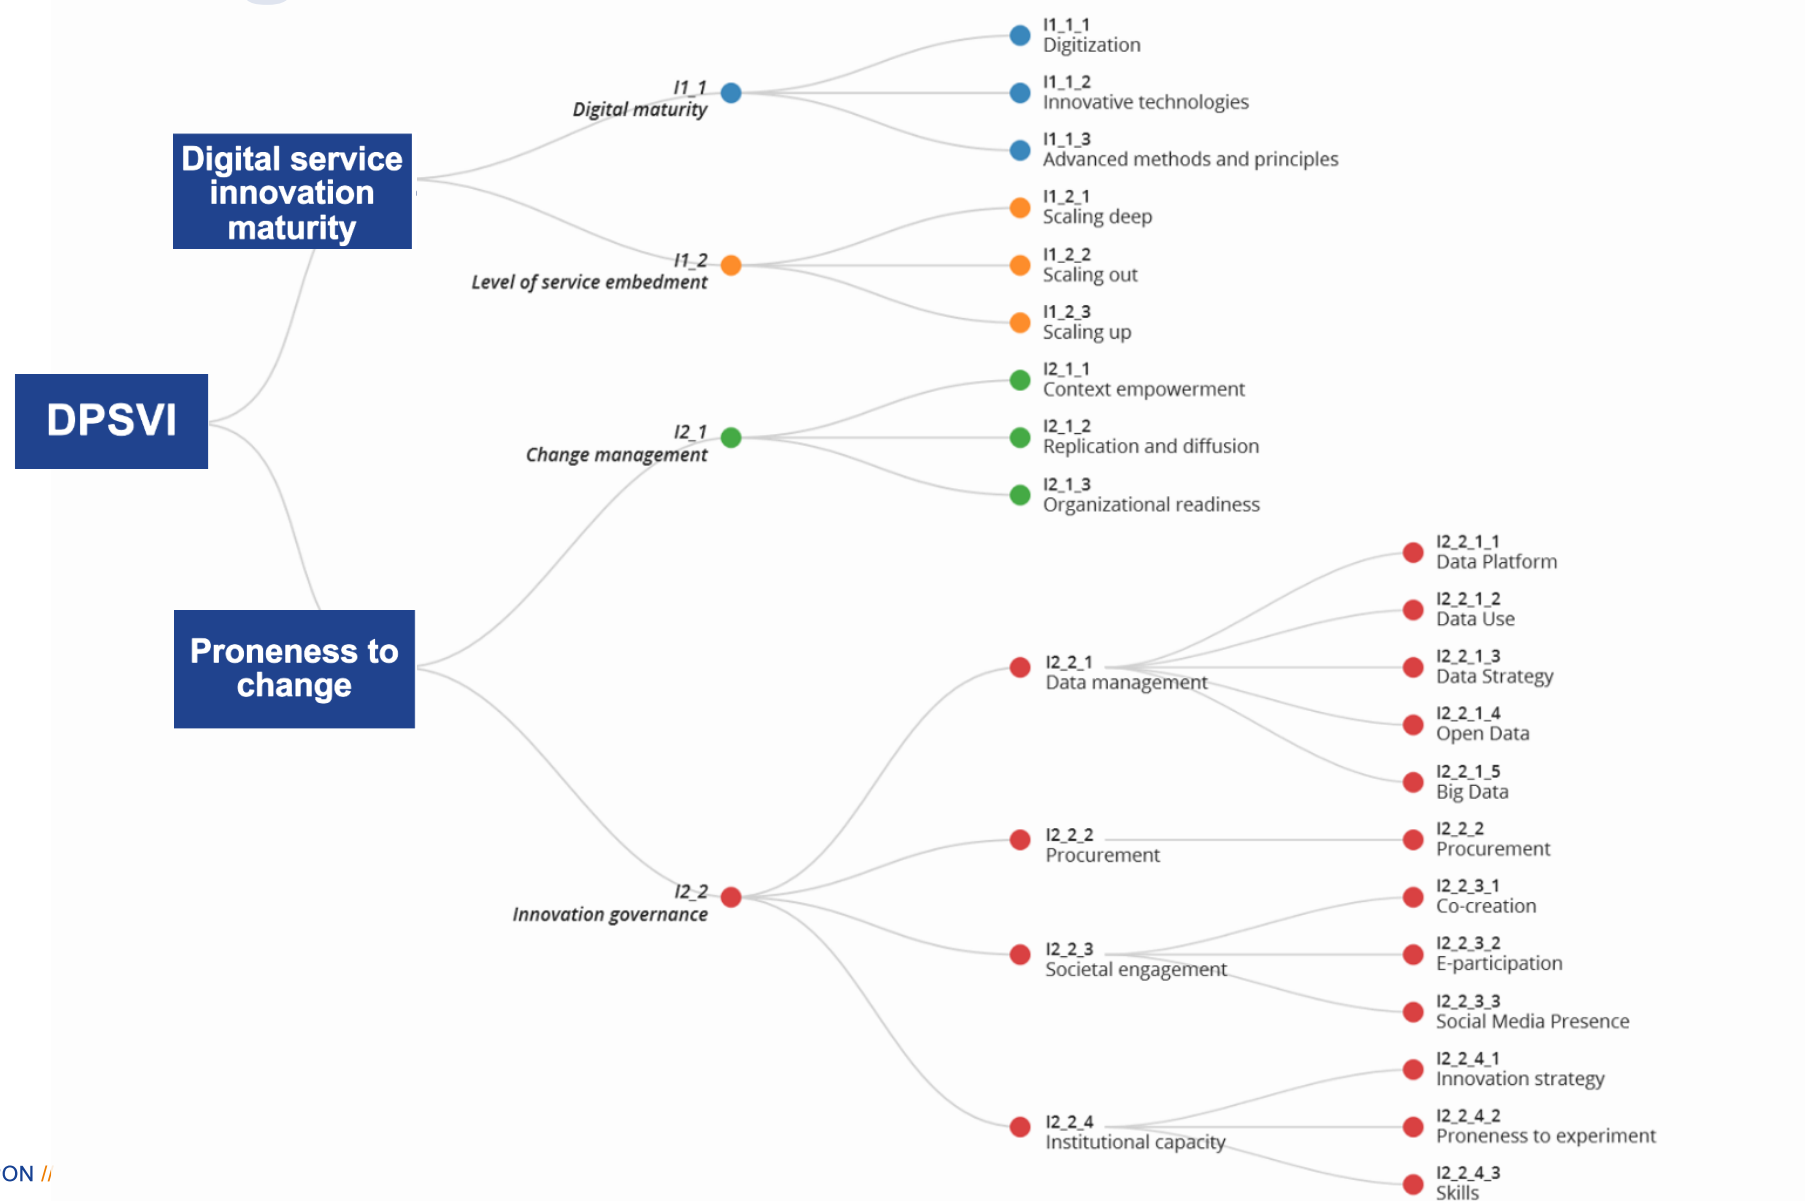 DPSVI
Digital service
innovation
maturity
Proneness to
change
I1_1
Digital maturity
I1_2
Level of service embedment
I2_1
Change management
I2_2
Innovation governance
I1_1_1
Digitization
I1_1_2
Innovative technologies
I1_1_3
Advanced methods and principles
I1_2_1
Scaling deep
I1_2_2
Scaling out
I1_2_3
Scaling up
I2_1_1
Context empowerment
I2_1_2
Replication and diffusion
I2_1_3
Organizational readiness
I2_2_1
Data management
I2_2_2
Procurement
I2_2_3
Societal engagement
I2_2_4
Institutional capacity
I2_2_1_1
Data Platform
I2_2_1_2
Data Use
I2_2_1_3
Data Strategy
I2_2_1_4
Open Data
I2_2_1_5
Big Data
I2_2_2
Procurement
I2_2_3_1
Co-creation
I2_2_3_2
E-participation
I2_2_3_3
Social Media Presence
I2_2_4_1
Innovation strategy
I2_2_4_2
Proneness to experiment
I2_2_4_3
Skills
ON //